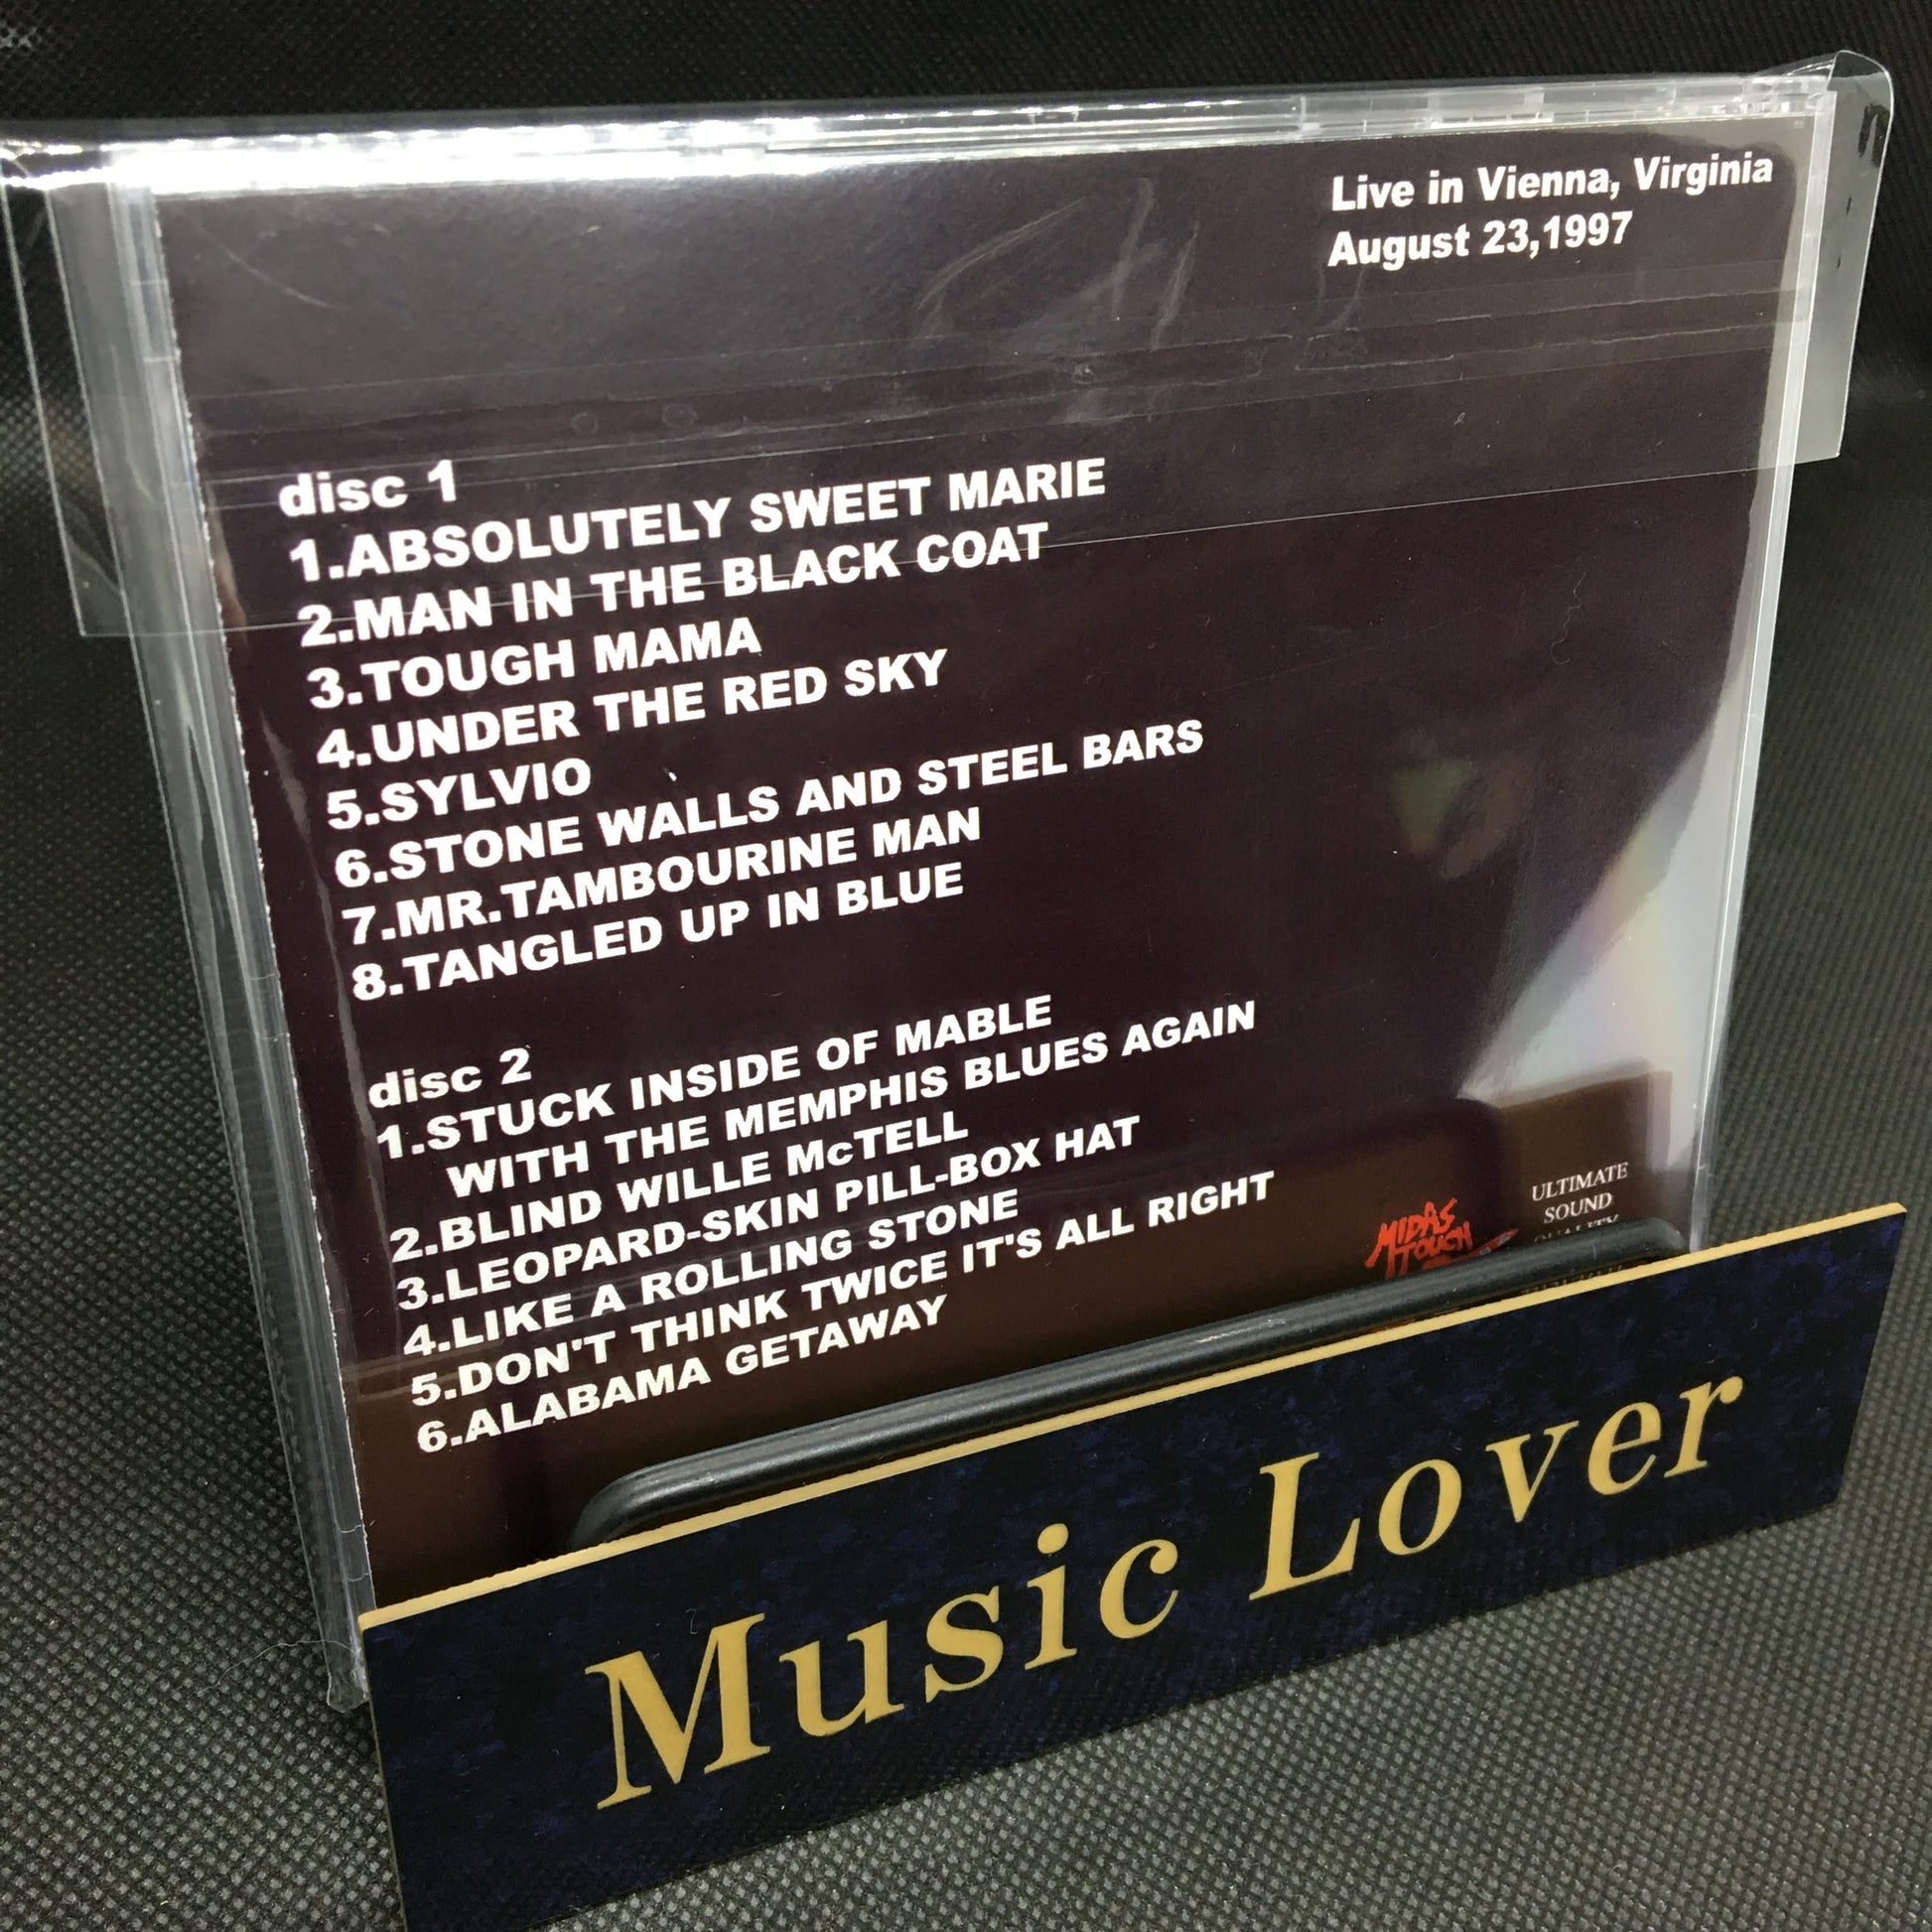 Live in Vienna, Virginia
August 23,1997
disc 1
1.ABSOLUTELY SWEET MARIE
2.MAN IN THE BLACK COAT
3.TOUGH MAMA
4.UNDER THE RED SKY
5.SYLVIO
6.STONE WALLS AND STEEL BARS
7.MR.TAMBOURINE MAN
8.TANGLED UP IN BLUE
disc 2
1.STUCK INSIDE OF MABLE
WITH THE MEMPHIS BLUES AGAIN
2.BLIND WILLE McTELL
3.LEOPARD-SKIN PILL-BOX HAT
4.LIKE A ROLLING STONE
5.DON'T THINK TWICE IT'S ALL RIGHT
6.ALABAMA GETAWAY
MIDAS
TOUCH
ULTIMATE
SOUND
Music Lover